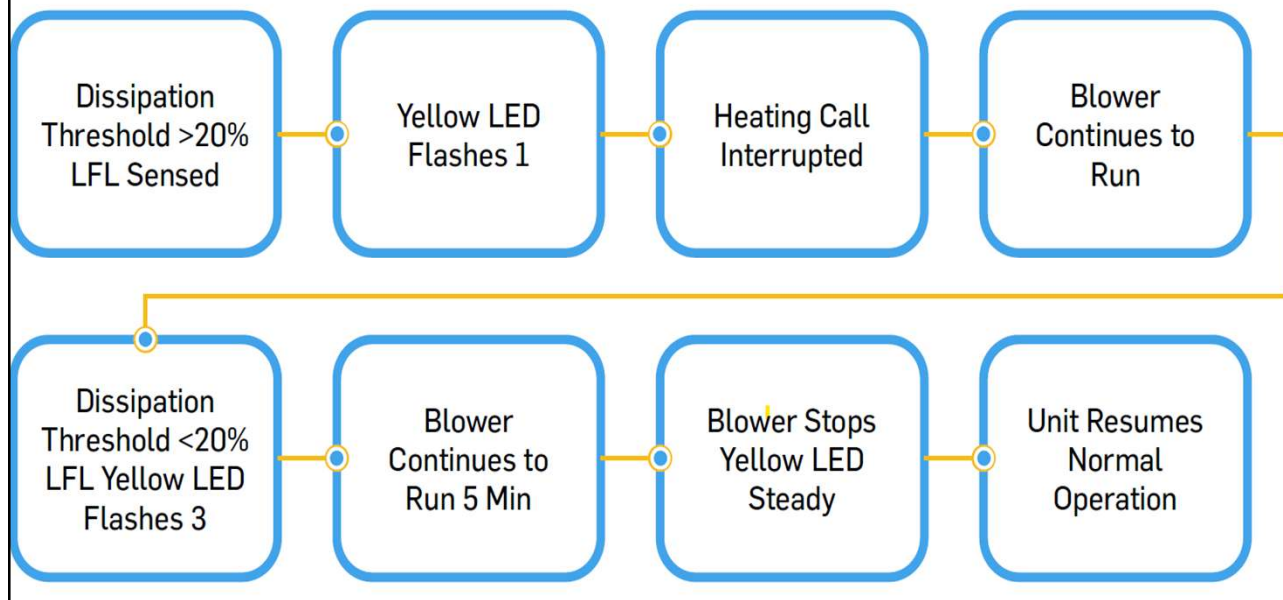 Dissipation
Threshold >20%
LFL Sensed
Yellow LED
Flashes 1
Heating Call
Interrupted
Blower
Continues to
Run
Dissipation
Threshold <20%
LFL Yellow LED
Flashes 3
Blower
Continues to
Run 5 Min
Blower Stops
Yellow LED
Steady
Unit Resumes
Normal
Operation